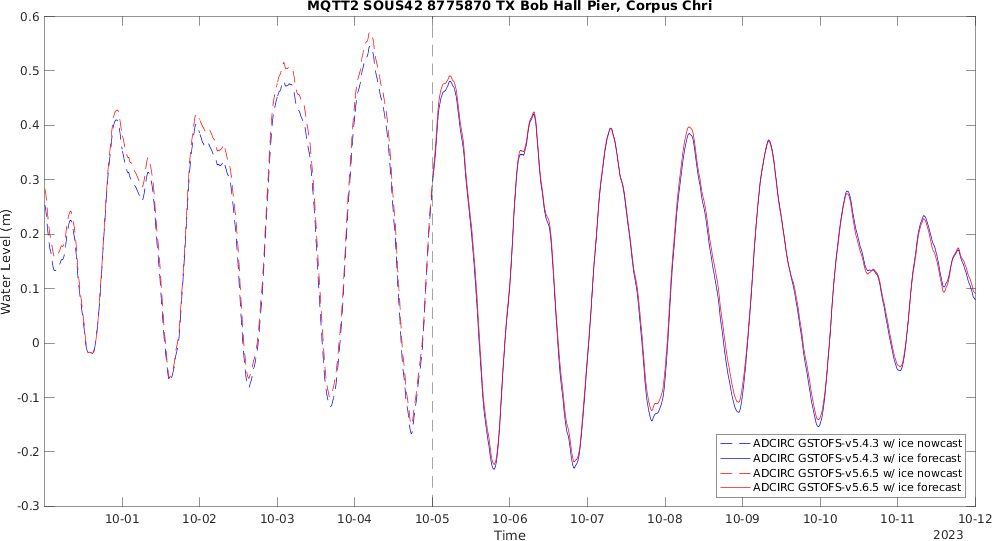 MQTT2 SOUS42 8775870 TX Bob Hall Pier, Corpus Chri
0.6
0.5
0.4
0.3
0.2
0.1
0
-0.1
-0.2
-0.3
Water Level (m)
ADCIRC GSTOFS-v5.4.3 w/ ice nowcast
ADCIRC GSTOFS-v5.4.3 w/ ice forecast
ADCIRC GSTOFS-v5.6.5 w/ ice nowcast
ADCIRC GSTOFS-v5.6.5 w/ ice forecast
10-01 10-02 10-03 10-04 10-05 10-06 10-07 10-08 10-09 10-10 10-11 10-12
Time
2023